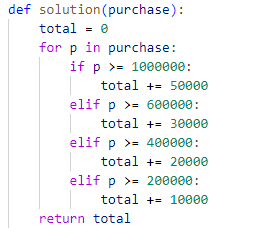 def solution(purchase):
    total = 0
    for p in purchase:
        if p >= 1000000:
            total += 50000
        elif p >= 600000:
            total += 30000
        elif p >= 400000:
            total += 20000
        elif p >= 200000:
            total += 10000
    return total